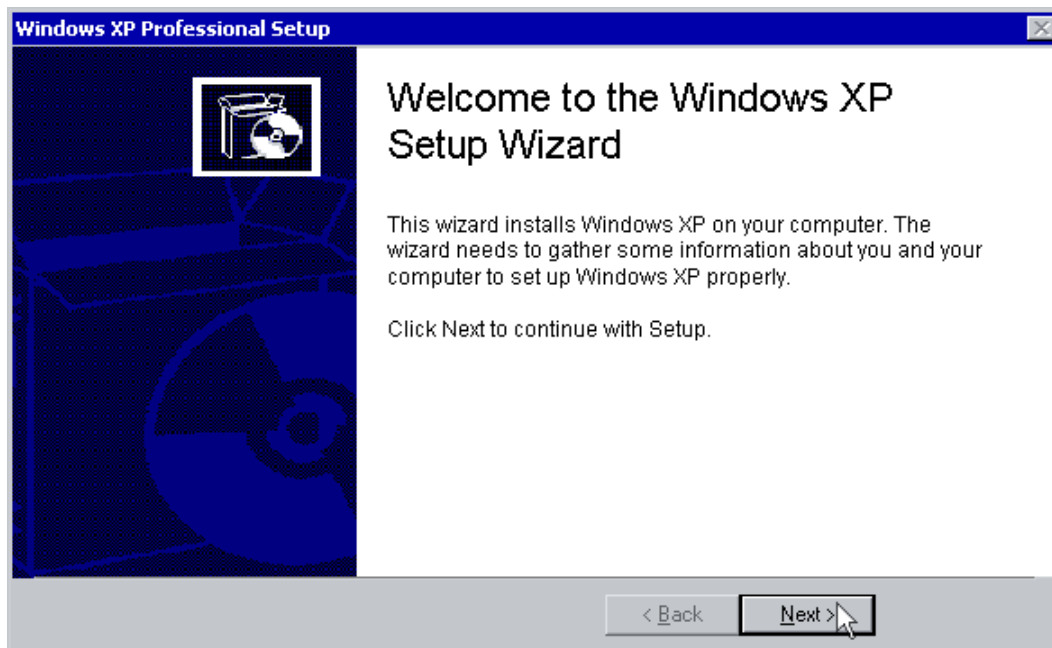 Windows XP Professional Setup
Welcome to the Windows XP
Setup Wizard
This wizard installs Windows XP on your computer. The
wizard needs to gather some information about you and your
computer to set up Windows XP properly.
Click Next to continue with Setup.
< Back
Next >